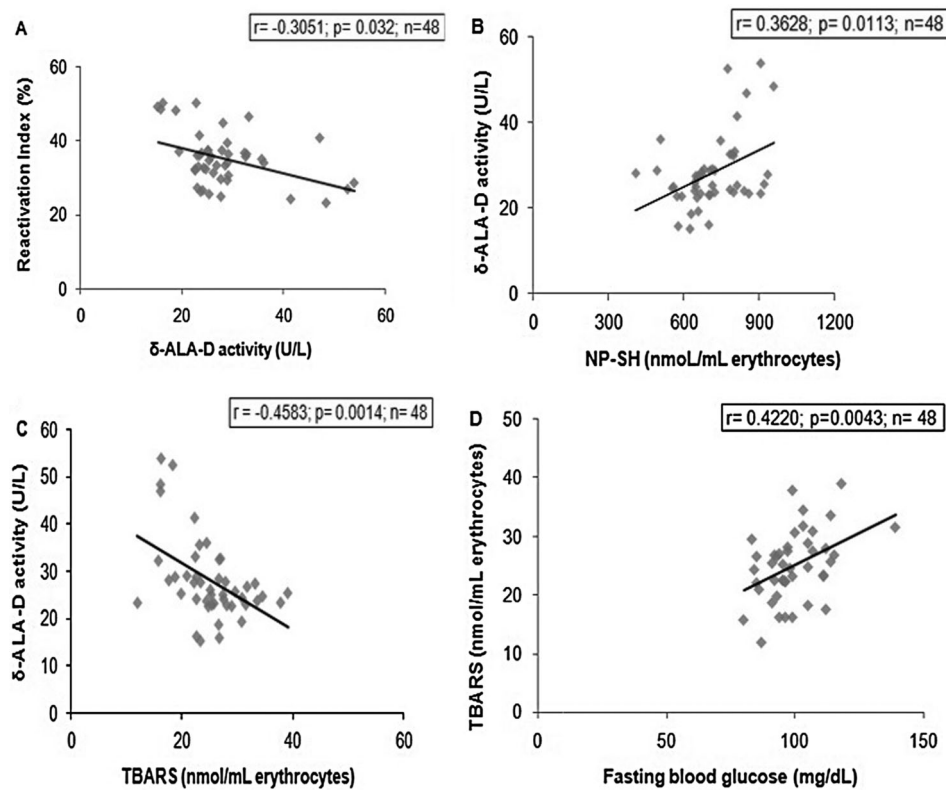 A
r= -0.3051; p= 0.032, n=48
Reactivation Index (%)
60
40
20
0
0
20
40
60
δ-ALA-D activity (U/L)
B
r= 0.3628; p= 0.0113, n=48
δ-ALA-D activity (U/L)
60
40
20
0
0
300
600
900
1200
NP-SH (nmoL/mL erythrocytes)
C
r = -0.4583; p= 0.0014, n= 48
δ-ALA-D activity (U/L)
60
50
40
30
20
10
0
0
20
40
60
TBARS (nmol/mL erythrocytes)
D
r= 0.4220; p=0.0043; n= 48
TBARS (nmol/mL erythrocytes)
50
40
30
20
10
0
0
50
100
150
Fasting blood glucose (mg/dL)